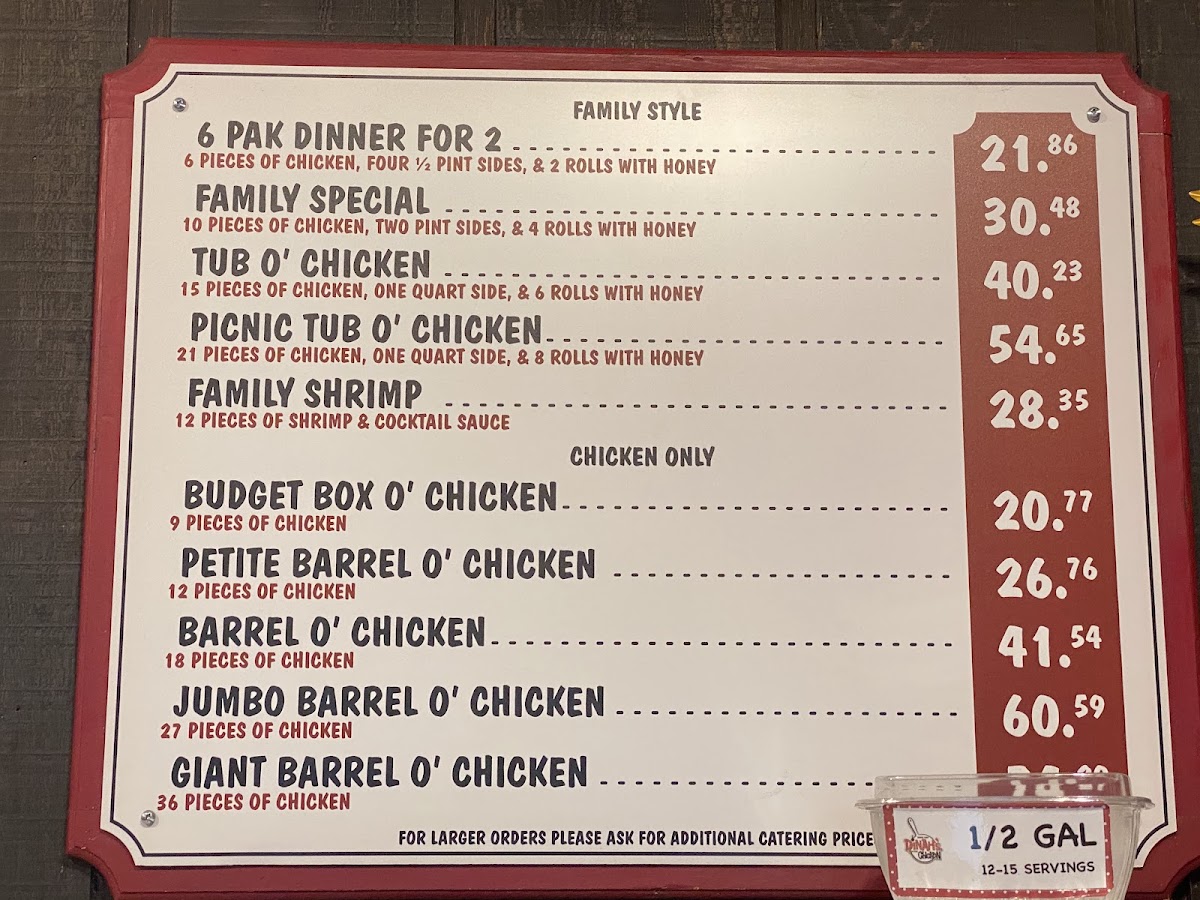 FAMILY STYLE
6 PAK DINNER FOR 2 21.86
6 PIECES OF CHICKEN, FOUR ½ PINT SIDES, & 2 ROLLS WITH HONEY
FAMILY SPECIAL 30.48
10 PIECES OF CHICKEN, TWO PINT SIDES, & 4 ROLLS WITH HONEY
TUB O' CHICKEN 40.23
15 PIECES OF CHICKEN, ONE QUART SIDE, & 6 ROLLS WITH HONEY
PICNIC TUB O' CHICKEN 54.65
21 PIECES OF CHICKEN, ONE QUART SIDE, & 8 ROLLS WITH HONEY
FAMILY SHRIMP 28.35
12 PIECES OF SHRIMP & COCKTAIL SAUCE
CHICKEN ONLY
BUDGET BOX O' CHICKEN 20.77
9 PIECES OF CHICKEN
PETITE BARREL O' CHICKEN 26.76
12 PIECES OF CHICKEN
BARREL O' CHICKEN 41.54
18 PIECES OF CHICKEN
JUMBO BARREL O' CHICKEN 60.59
27 PIECES OF CHICKEN
GIANT BARREL O' CHICKEN
36 PIECES OF CHICKEN
FOR LARGER ORDERS PLEASE ASK FOR ADDITIONAL CATERING PRICE
DINAH'S CHICKEN
1/2 GAL
12-15 SERVINGS